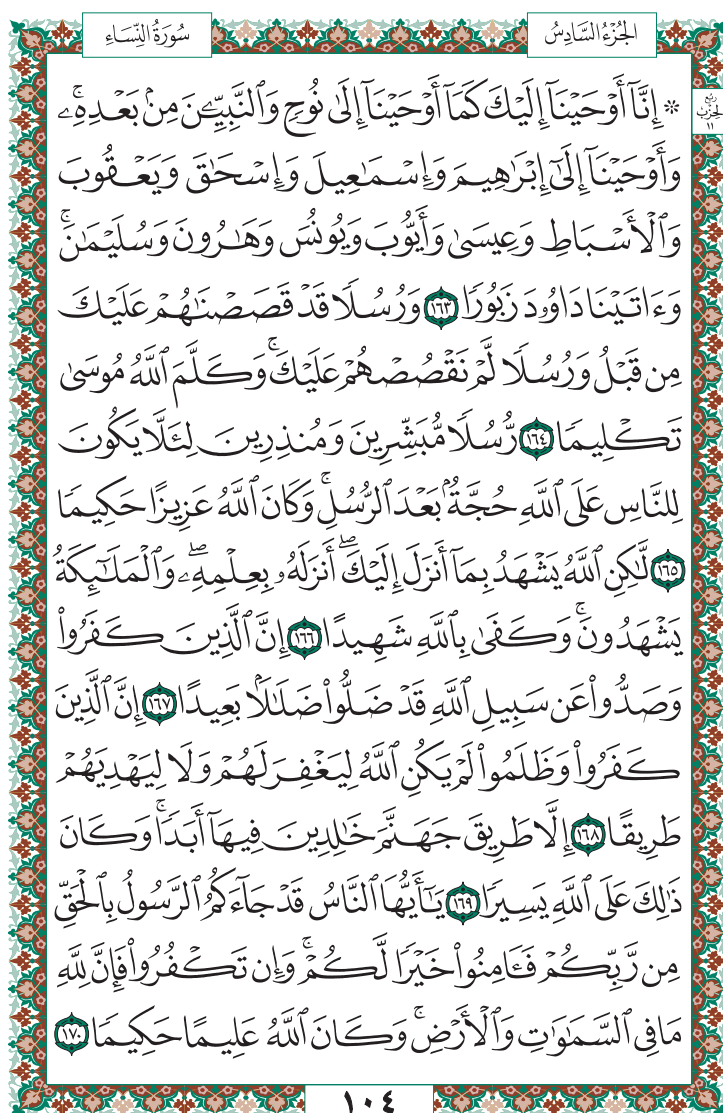 الجُزْءُ السَّادِسُ
سُورَةُ النِّسَاءِ
رُبُعُ
الحِزْبِ
١١
۞ إِنَّآ أَوْحَيْنَآ إِلَيْكَ كَمَآ أَوْحَيْنَآ إِلَىٰ نُوحٍ وَٱلنَّبِيِّـۧنَ مِنۢ بَعْدِهِۦۚ
وَأَوْحَيْنَآ إِلَىٰٓ إِبْرَٰهِيمَ وَإِسْمَـٰعِيلَ وَإِسْحَـٰقَ وَيَعْقُوبَ
وَٱلْأَسْبَاطِ وَعِيسَىٰ وَأَيُّوبَ وَيُونُسَ وَهَـٰرُونَ وَسُلَيْمَـٰنَۚ
وَءَاتَيْنَا دَاوُۥدَ زَبُورًا ١٦٣ وَرُسُلًا قَدْ قَصَصْنَـٰهُمْ عَلَيْكَ
مِن قَبْلُ وَرُسُلًا لَّمْ نَقْصُصْهُمْ عَلَيْكَۚ وَكَلَّمَ ٱللَّهُ مُوسَىٰ
تَكْلِيمًا ١٦٤ رُّسُلًا مُّبَشِّرِينَ وَمُنذِرِينَ لِئَلَّا يَكُونَ
لِلنَّاسِ عَلَى ٱللَّهِ حُجَّةٌۢ بَعْدَ ٱلرُّسُلِۚ وَكَانَ ٱللَّهُ عَزِيزًا حَكِيمًا
١٦٥ لَّـٰكِنِ ٱللَّهُ يَشْهَدُ بِمَآ أَنزَلَ إِلَيْكَۖ أَنزَلَهُۥ بِعِلْمِهِۦۖ وَٱلْمَلَـٰٓئِكَةُ
يَشْهَدُونَۚ وَكَفَىٰ بِٱللَّهِ شَهِيدًا ١٦٦ إِنَّ ٱلَّذِينَ كَفَرُوا۟
وَصَدُّوا۟ عَن سَبِيلِ ٱللَّهِ قَدْ ضَلُّوا۟ ضَلَـٰلًۢا بَعِيدًا ١٦٧ إِنَّ ٱلَّذِينَ
كَفَرُوا۟ وَظَلَمُوا۟ لَمْ يَكُنِ ٱللَّهُ لِيَغْفِرَ لَهُمْ وَلَا لِيَهْدِيَهُمْ
طَرِيقًا ١٦٨ إِلَّا طَرِيقَ جَهَنَّمَ خَـٰلِدِينَ فِيهَآ أَبَدًاۚ وَكَانَ
ذَٰلِكَ عَلَى ٱللَّهِ يَسِيرًا ١٦٩ يَـٰٓأَيُّهَا ٱلنَّاسُ قَدْ جَآءَكُمُ ٱلرَّسُولُ بِٱلْحَقِّ
مِن رَّبِّكُمْ فَـَٔامِنُوا۟ خَيْرًا لَّكُمْۚ وَإِن تَكْفُرُوا۟ فَإِنَّ لِلَّهِ
مَا فِى ٱلسَّمَـٰوَٰتِ وَٱلْأَرْضِۚ وَكَانَ ٱللَّهُ عَلِيمًا حَكِيمًا ١٧٠
١٠٤